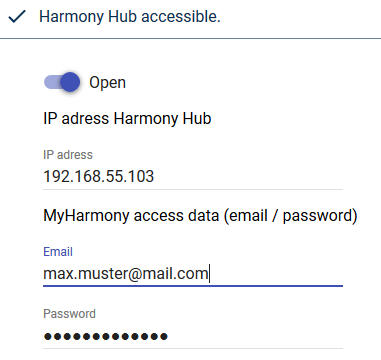 Harmony Hub accessible.
Open
IP adress Harmony Hub
IP adress
192.168.55.103
MyHarmony access data (email / password)
Email
max.muster@mail.com
Password
●●●●●●●●●●●●●